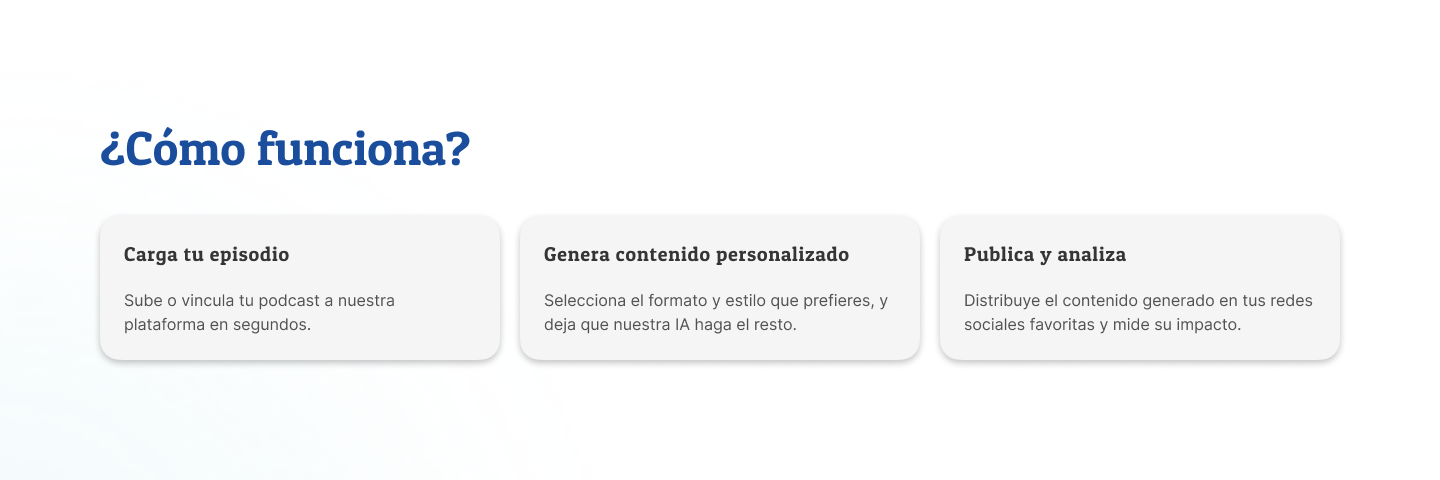 ¿Cómo funciona?
Carga tu episodio
Sube o vincula tu podcast a nuestra
plataforma en segundos.
Genera contenido personalizado
Selecciona el formato y estilo que prefieres, y
deja que nuestra IA haga el resto.
Publica y analiza
Distribuye el contenido generado en tus redes
sociales favoritas y mide su impacto.